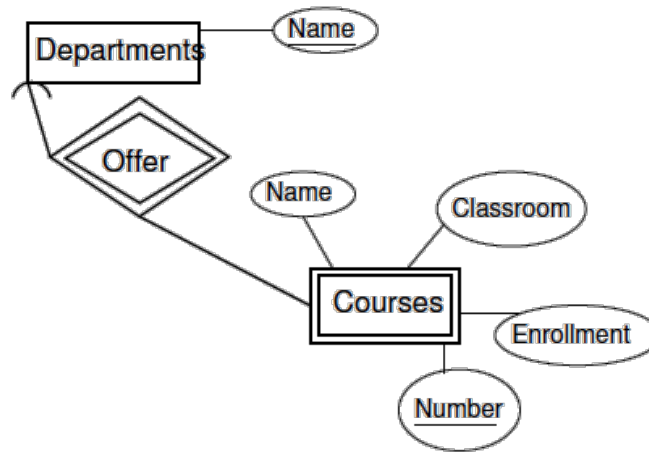 Name
Departments
Offer
Name
Classroom
Courses
Enrollment
Number